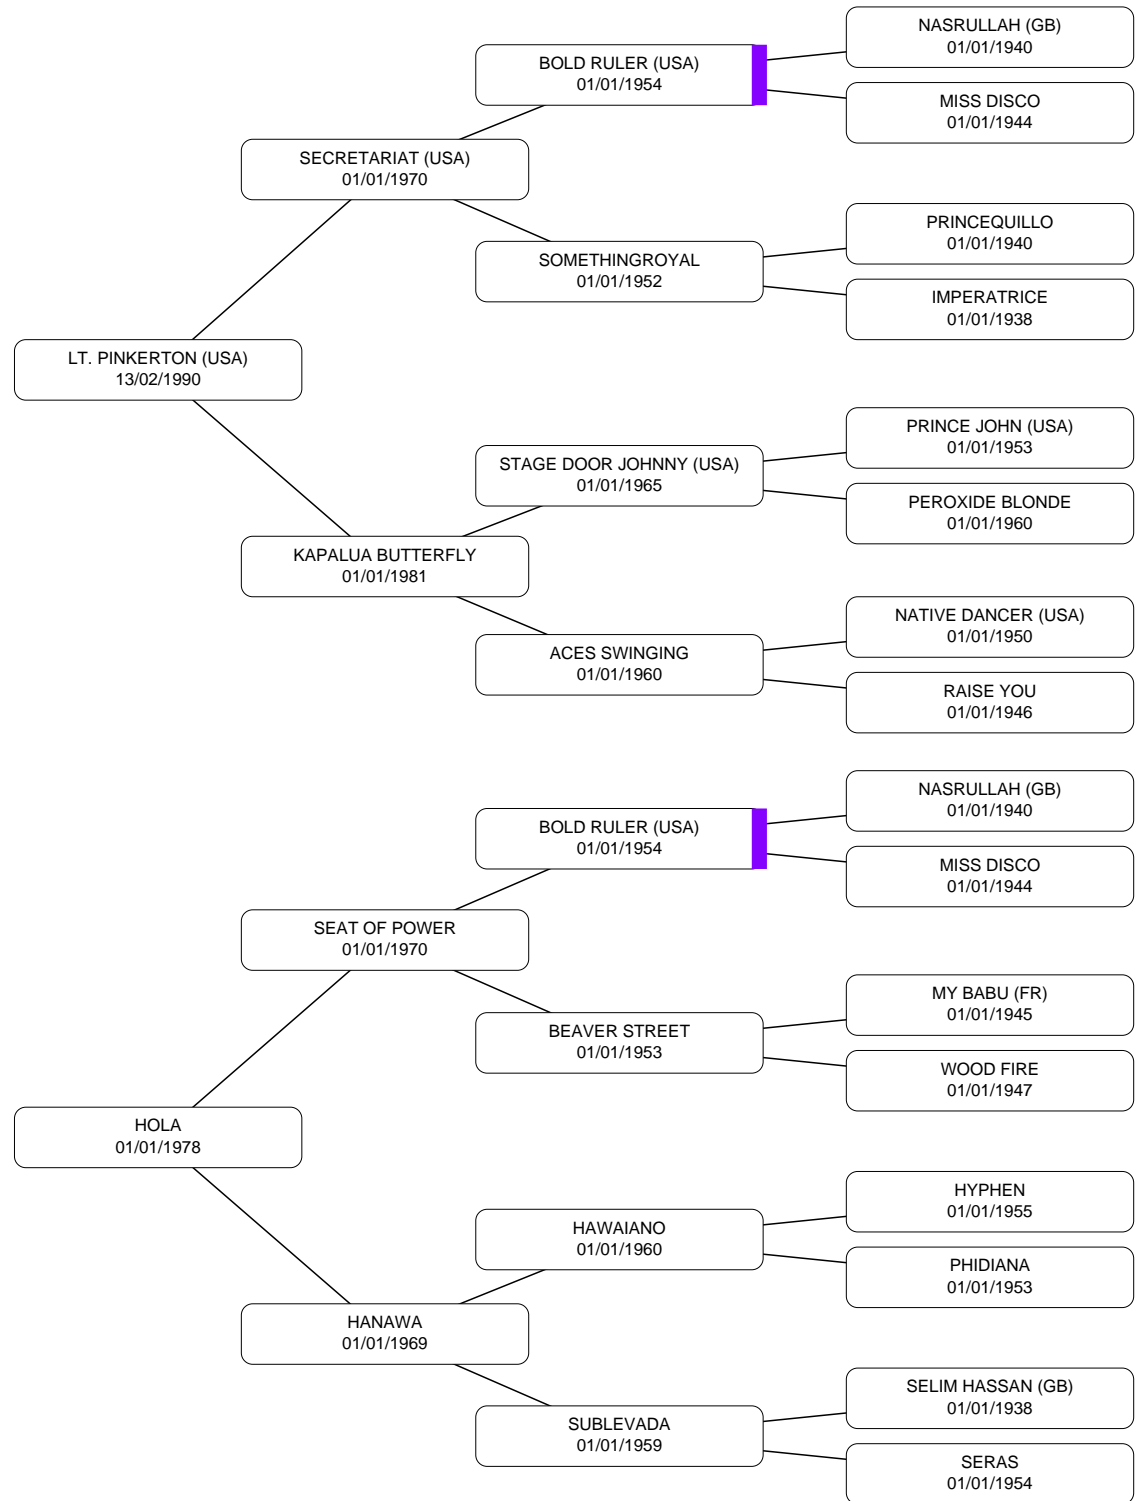 NASRULLAH (GB)
01/01/1940
BOLD RULER (USA)
01/01/1954
MISS DISCO
01/01/1944
SECRETARIAT (USA)
01/01/1970
PRINCEQUILLO
01/01/1940
SOMETHINGROYAL
01/01/1952
IMPERATRICE
01/01/1938
LT. PINKERTON (USA)
13/02/1990
PRINCE JOHN (USA)
01/01/1953
STAGE DOOR JOHNNY (USA)
01/01/1965
PEROXIDE BLONDE
01/01/1960
KAPALUA BUTTERFLY
01/01/1981
NATIVE DANCER (USA)
01/01/1950
ACES SWINGING
01/01/1960
RAISE YOU
01/01/1946
NASRULLAH (GB)
01/01/1940
BOLD RULER (USA)
01/01/1954
MISS DISCO
01/01/1944
SEAT OF POWER
01/01/1970
MY BABU (FR)
01/01/1945
BEAVER STREET
01/01/1953
WOOD FIRE
01/01/1947
HOLA
01/01/1978
HYPHEN
01/01/1955
HAWAIANO
01/01/1960
PHIDIANA
01/01/1953
HANAWA
01/01/1969
SELIM HASSAN (GB)
01/01/1938
SUBLEVADA
01/01/1959
SERAS
01/01/1954